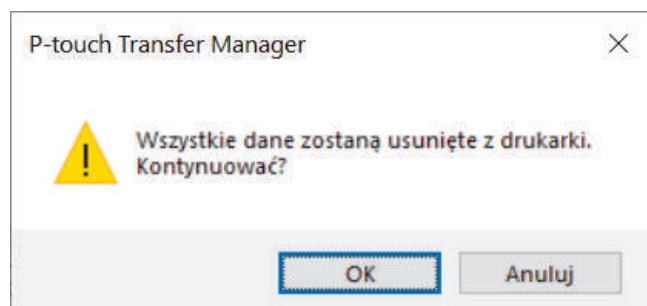 P-touch Transfer Manager
Wszystkie dane zostaną usunięte z drukarki.
Kontynuować?
OK
Anuluj